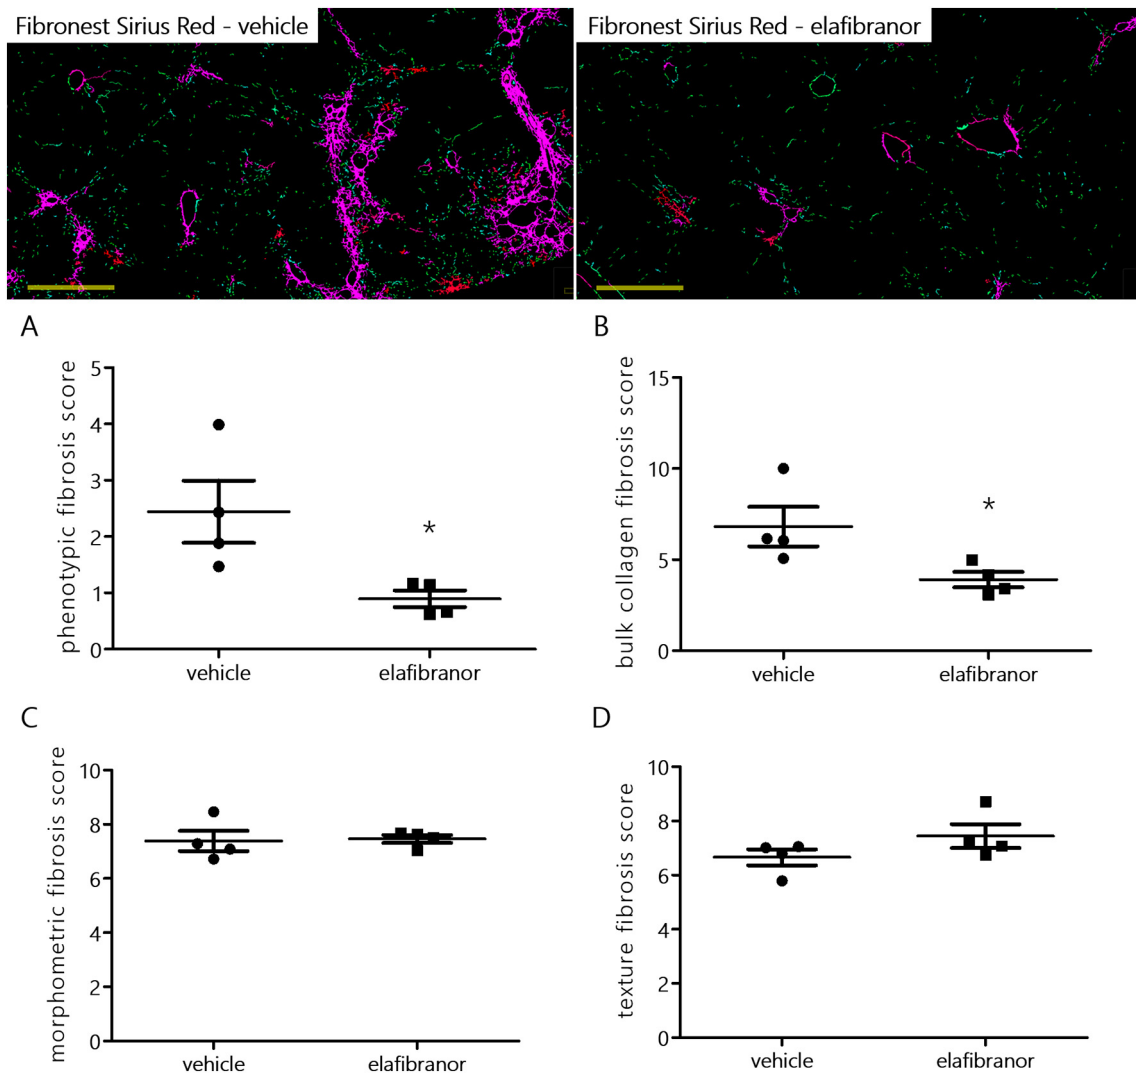 Fibronest Sirius Red - vehicle
Fibronest Sirius Red - elafibranor
A
phenotypic fibrosis score
5
4
3
2
1
0
*
vehicle
elafibranor
B
bulk collagen fibrosis score
15
10
5
0
*
vehicle
elafibranor
C
morphometric fibrosis score
10
8
6
4
2
0
vehicle
elafibranor
D
texture fibrosis score
10
8
6
4
2
0
vehicle
elafibranor